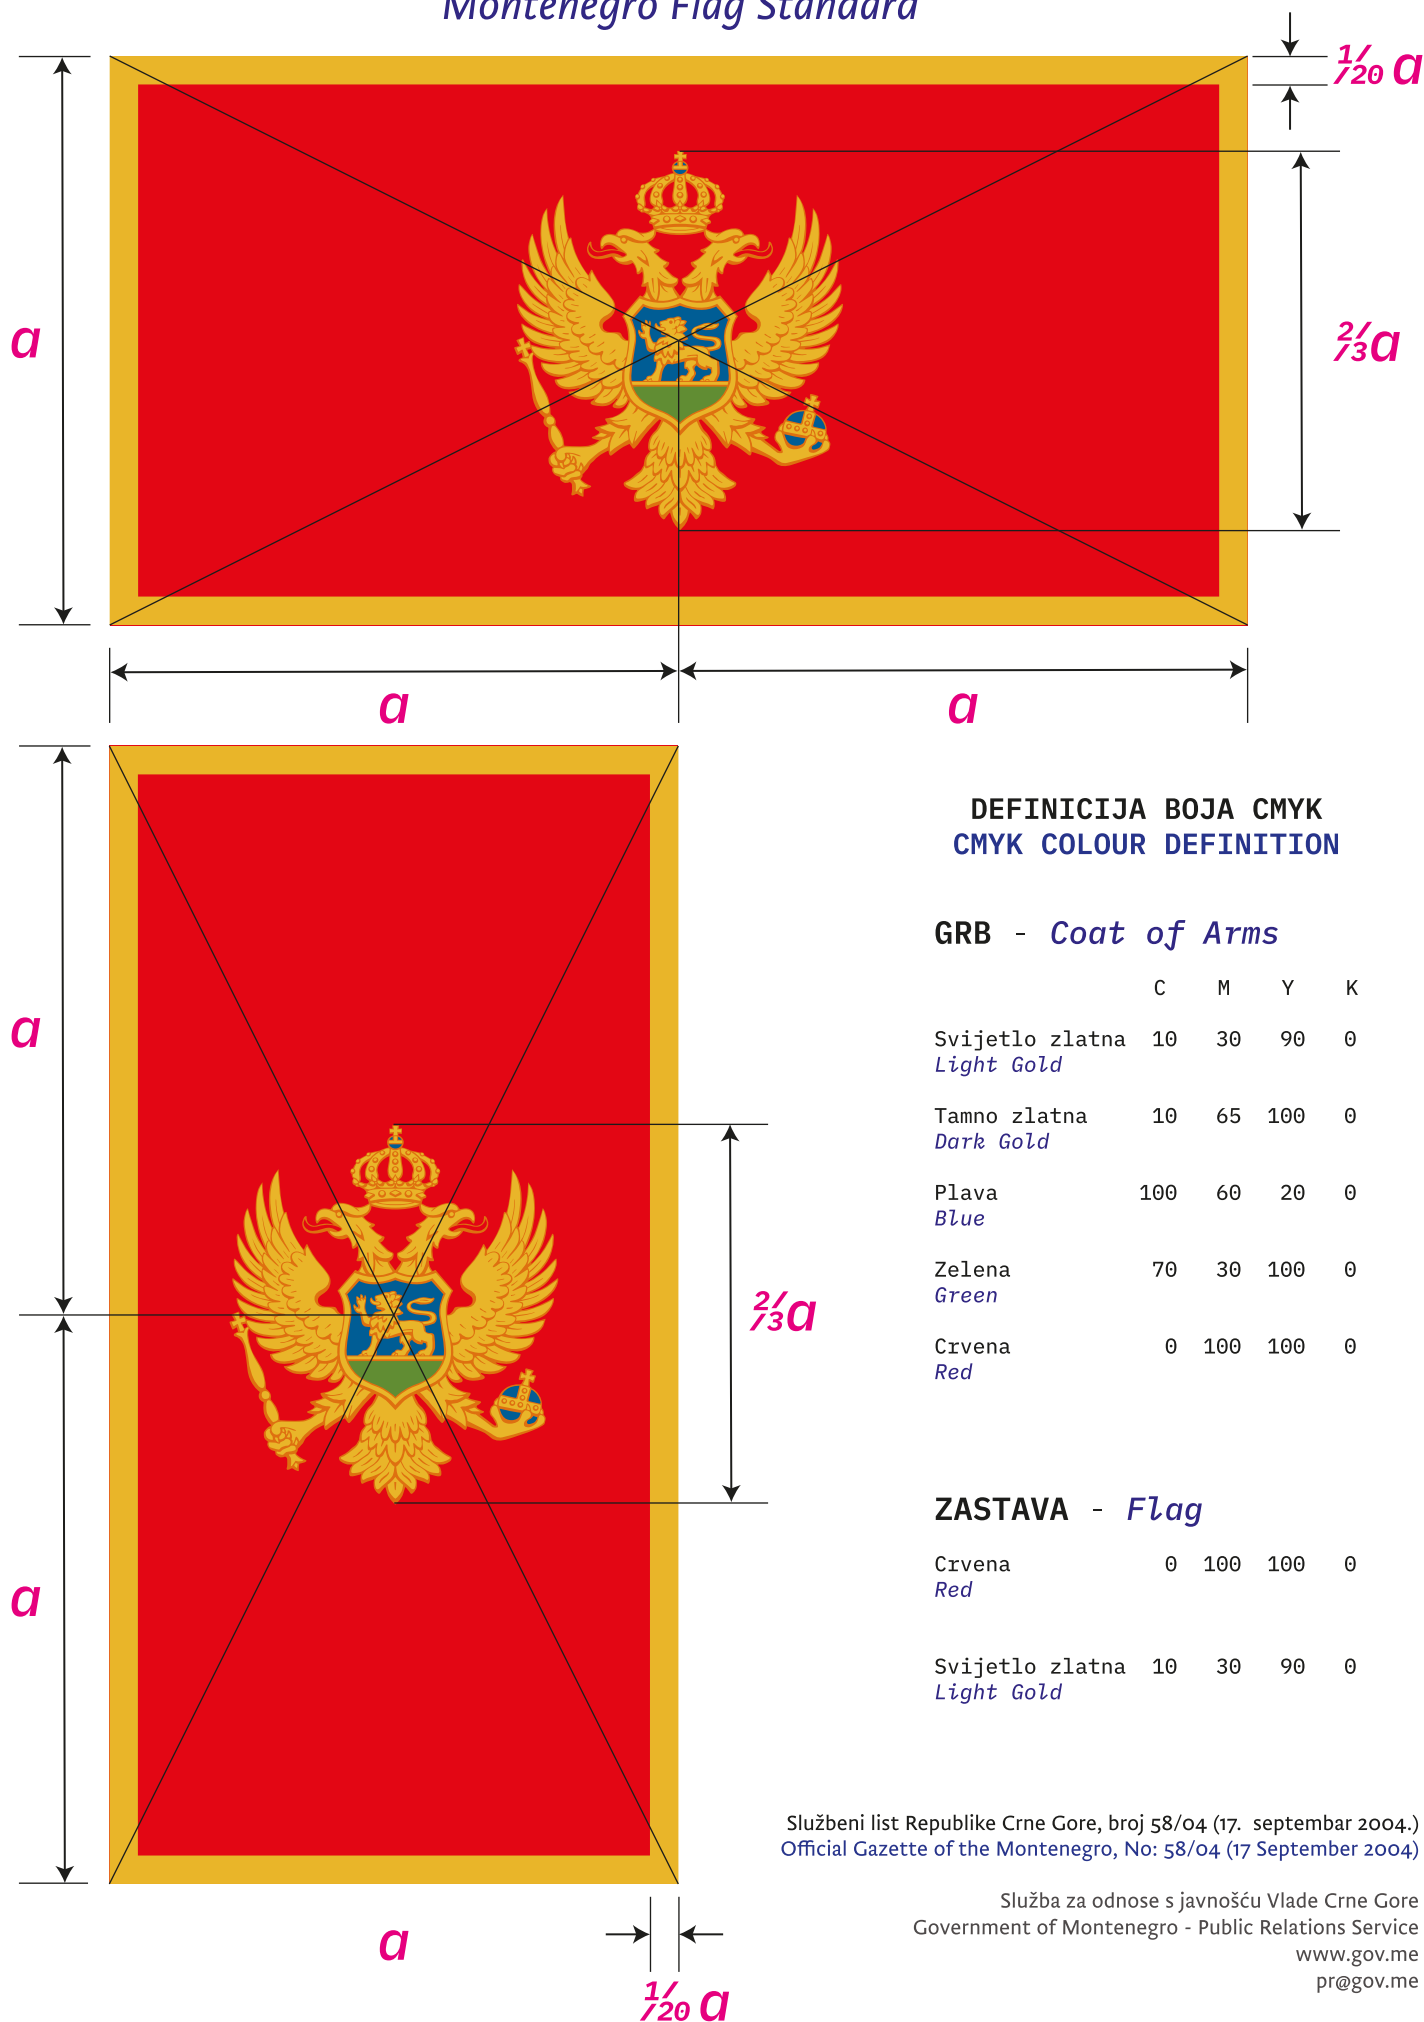 Montenegro Flag Standard
1/20 a
a
2/3 a
a
a
DEFINICIJA BOJA CMYK
CMYK COLOUR DEFINITION
GRB - Coat of Arms
C M Y K
a
Svijetlo zlatna 10 30 90 0
Light Gold
Tamno zlatna 10 65 100 0
Dark Gold
Plava 100 60 20 0
Blue
Zelena 70 30 100 0
Green
2/3 a
Crvena 0 100 100 0
Red
ZASTAVA - Flag
Crvena 0 100 100 0
Red
a
Svijetlo zlatna 10 30 90 0
Light Gold
Službeni list Republike Crne Gore, broj 58/04 (17. septembar 2004.)
Official Gazette of the Montenegro, No: 58/04 (17 September 2004)
Služba za odnose s javnošću Vlade Crne Gore
Government of Montenegro - Public Relations Service
www.gov.me
pr@gov.me
a
1/20 a